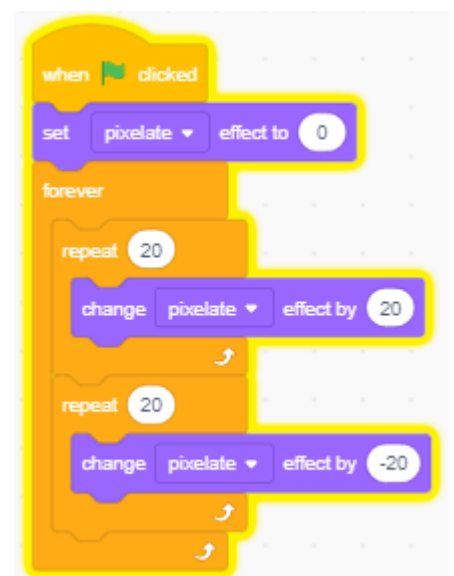 when clicked
set pixelate effect to 0
forever
repeat 20
change pixelate effect by 20
repeat 20
change pixelate effect by -20